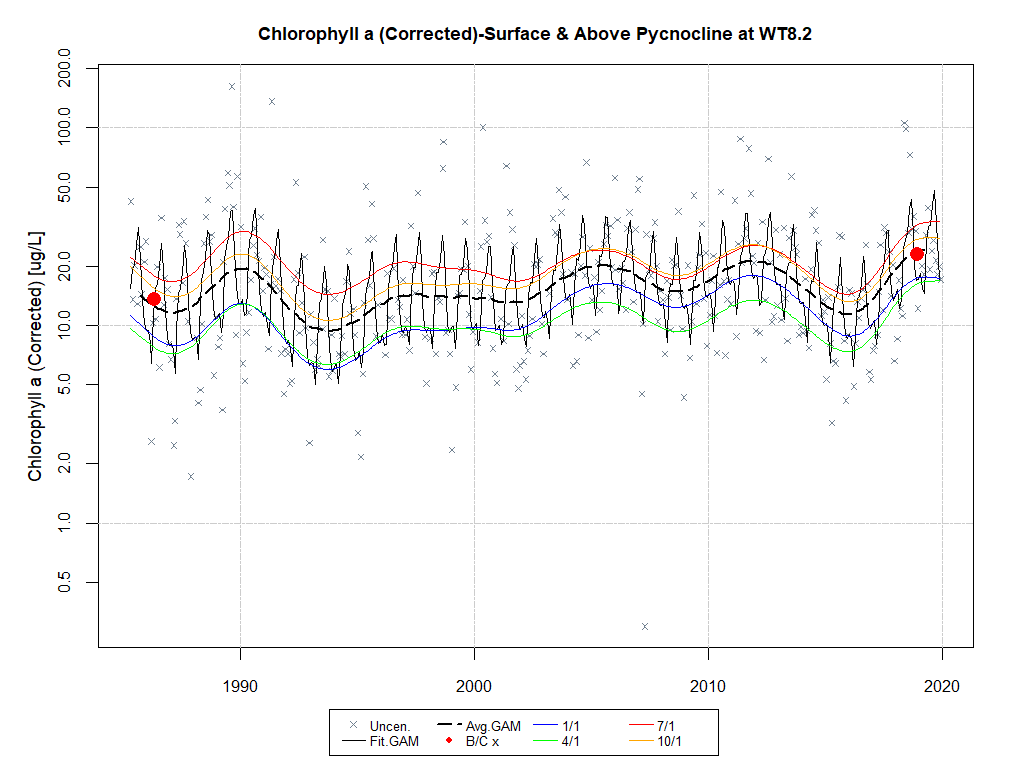 Chlorophyll a (Corrected)-Surface & Above Pycnocline at WT8.2
Chlorophyll a (Corrected) [ug/L]
200.0
100.0
50.0
20.0
10.0
5.0
2.0
1.0
0.5
1990 2000 2010 2020
Uncen. Avg.GAM 1/1 7/1
Fit.GAM B/C x 4/1 10/1